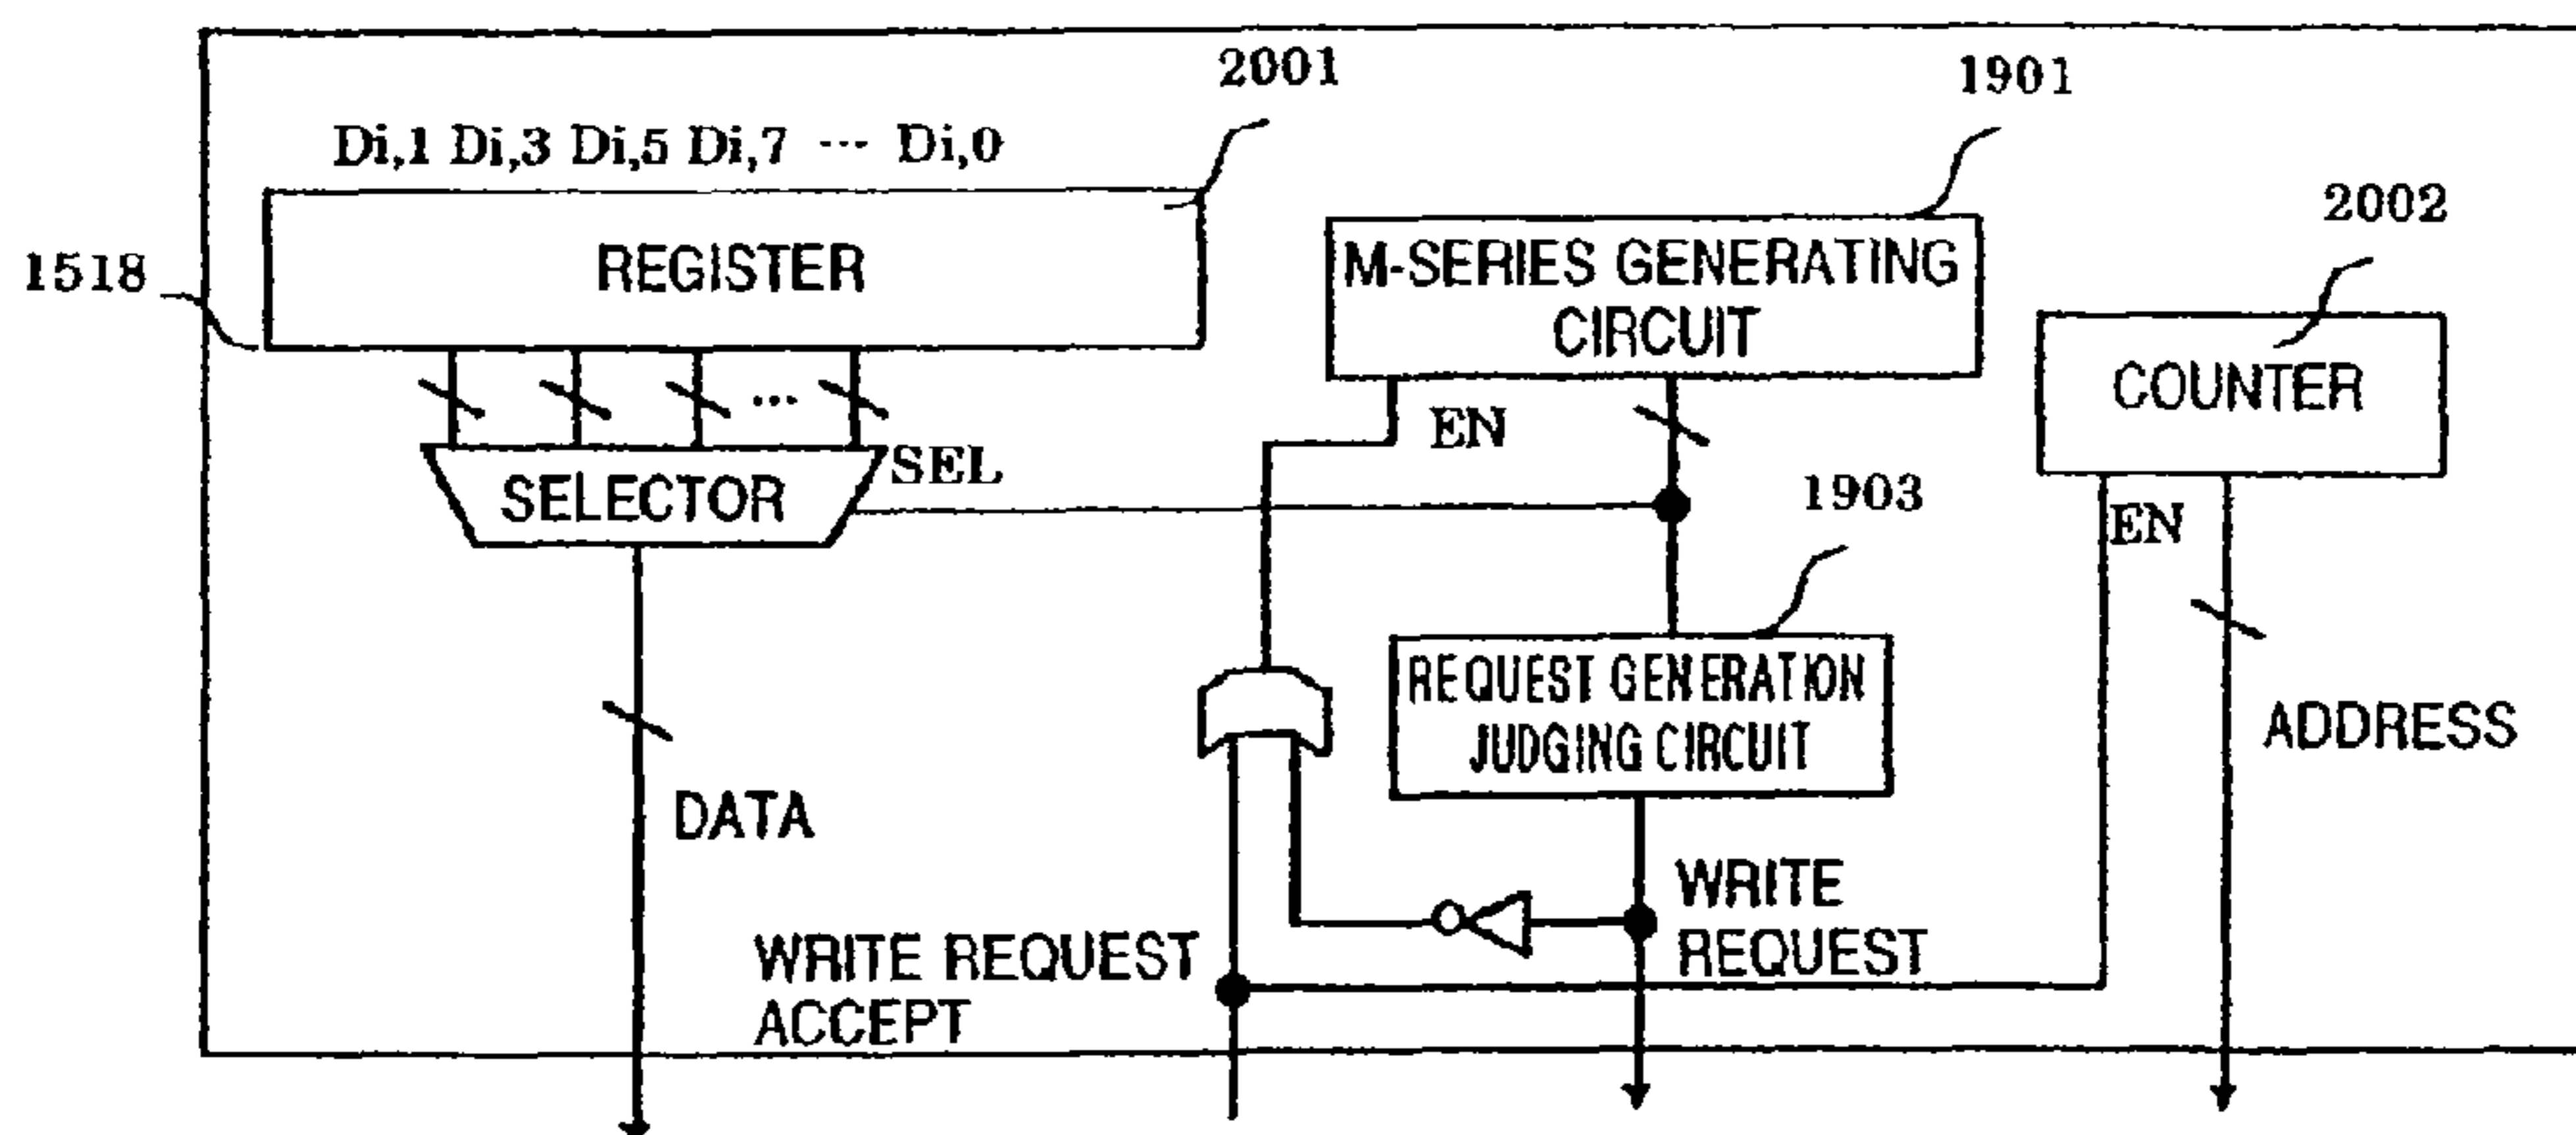 2001
1901
Di,1 Di,3 Di,5 Di,7 ... Di,0
2002
1518
REGISTER
M-SERIES GENERATING
CIRCUIT
COUNTER
...
EN
SEL
SELECTOR
1903
EN
REQUEST GENERATION
JUDGING CIRCUIT
ADDRESS
DATA
WRITE
REQUEST
WRITE REQUEST
ACCEPT